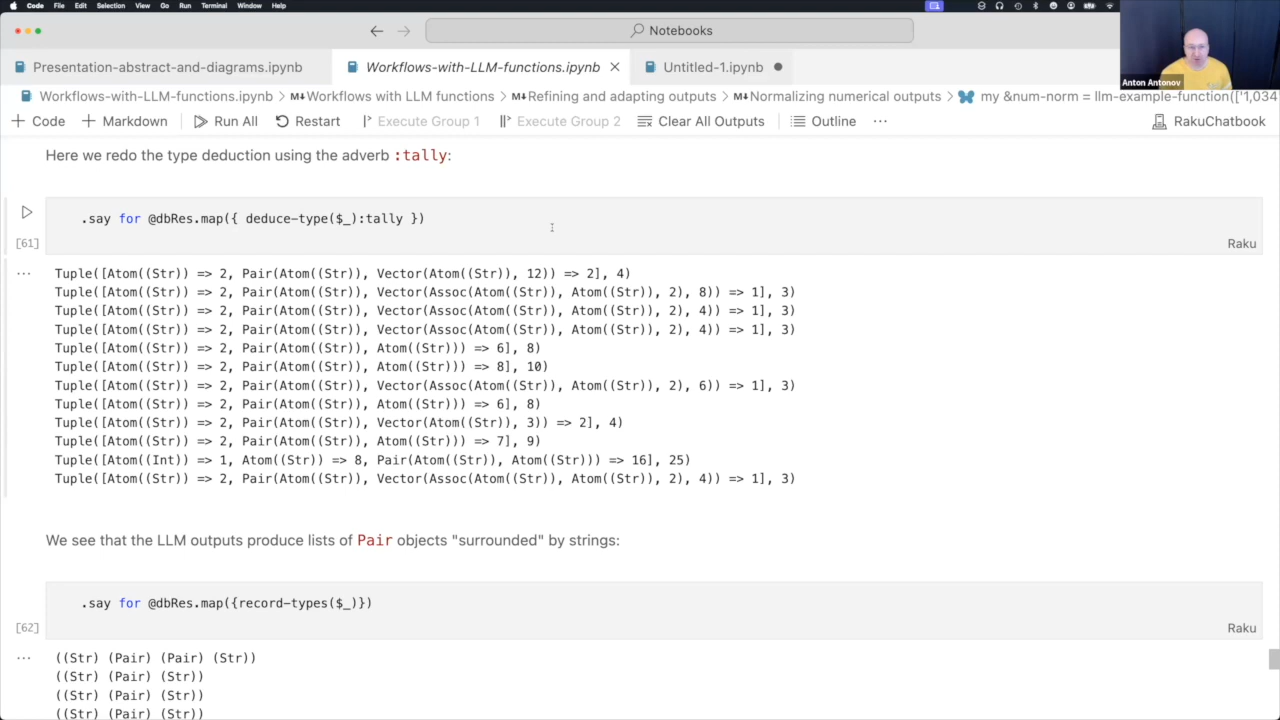 Code File Edit Selection View Go Run Terminal Window Help
Notebooks
Presentation-abstract-and-diagrams.ipynb Workflows-with-LLM-functions.ipynb Untitled-1.ipynb
Anton Antonov
Workflows-with-LLM-functions.ipynb > M↓Workflows with LLM functions > M↓Refining and adapting outputs > M↓Normalizing numerical outputs > my &num-norm = llm-example-function(['1,034
+ Code + Markdown Run All Restart Execute Group 1 Execute Group 2 Clear All Outputs Outline ... RakuChatbook
Here we redo the type deduction using the adverb :tally:
.say for @dbRes.map({ deduce-type($_):tally })
[61]
Raku
Tuple([Atom((Str)) => 2, Pair(Atom((Str)), Vector(Atom((Str)), 12)) => 2], 4)
Tuple([Atom((Str)) => 2, Pair(Atom((Str)), Vector(Assoc(Atom((Str)), Atom((Str)), 2), 8)) => 1], 3)
Tuple([Atom((Str)) => 2, Pair(Atom((Str)), Vector(Assoc(Atom((Str)), Atom((Str)), 2), 4)) => 1], 3)
Tuple([Atom((Str)) => 2, Pair(Atom((Str)), Vector(Assoc(Atom((Str)), Atom((Str)), 2), 4)) => 1], 3)
Tuple([Atom((Str)) => 2, Pair(Atom((Str)), Atom((Str))) => 6], 8)
Tuple([Atom((Str)) => 2, Pair(Atom((Str)), Atom((Str))) => 8], 10)
Tuple([Atom((Str)) => 2, Pair(Atom((Str)), Vector(Assoc(Atom((Str)), Atom((Str)), 2), 6)) => 1], 3)
Tuple([Atom((Str)) => 2, Pair(Atom((Str)), Atom((Str))) => 6], 8)
Tuple([Atom((Str)) => 2, Pair(Atom((Str)), Vector(Atom((Str)), 3)) => 2], 4)
Tuple([Atom((Str)) => 2, Pair(Atom((Str)), Atom((Str))) => 7], 9)
Tuple([Atom((Int)) => 1, Atom((Str)) => 8, Pair(Atom((Str)), Atom((Str))) => 16], 25)
Tuple([Atom((Str)) => 2, Pair(Atom((Str)), Vector(Assoc(Atom((Str)), Atom((Str)), 2), 4)) => 1], 3)
We see that the LLM outputs produce lists of Pair objects "surrounded" by strings:
.say for @dbRes.map({record-types($_)})
[62]
Raku
((Str) (Pair) (Pair) (Str))
((Str) (Pair) (Str))
((Str) (Pair) (Str))
((Str) (Pair) (Str))